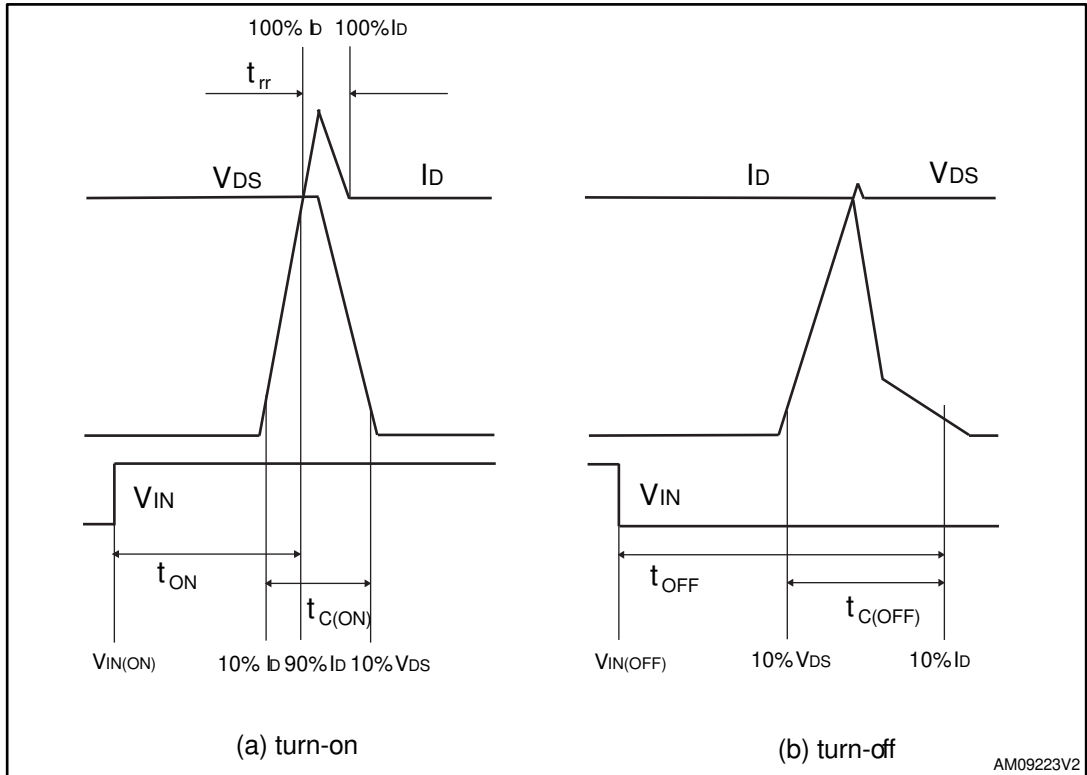 100% ID 100% ID
trr
VDS ID
VIN
tON
tC(ON)
VIN(ON) 10% ID 90% ID 10% VDS
(a) turn-on
ID VDS
VIN
tOFF
tC(OFF)
VIN(OFF) 10% VDS 10% ID
(b) turn-off
AM09223V2